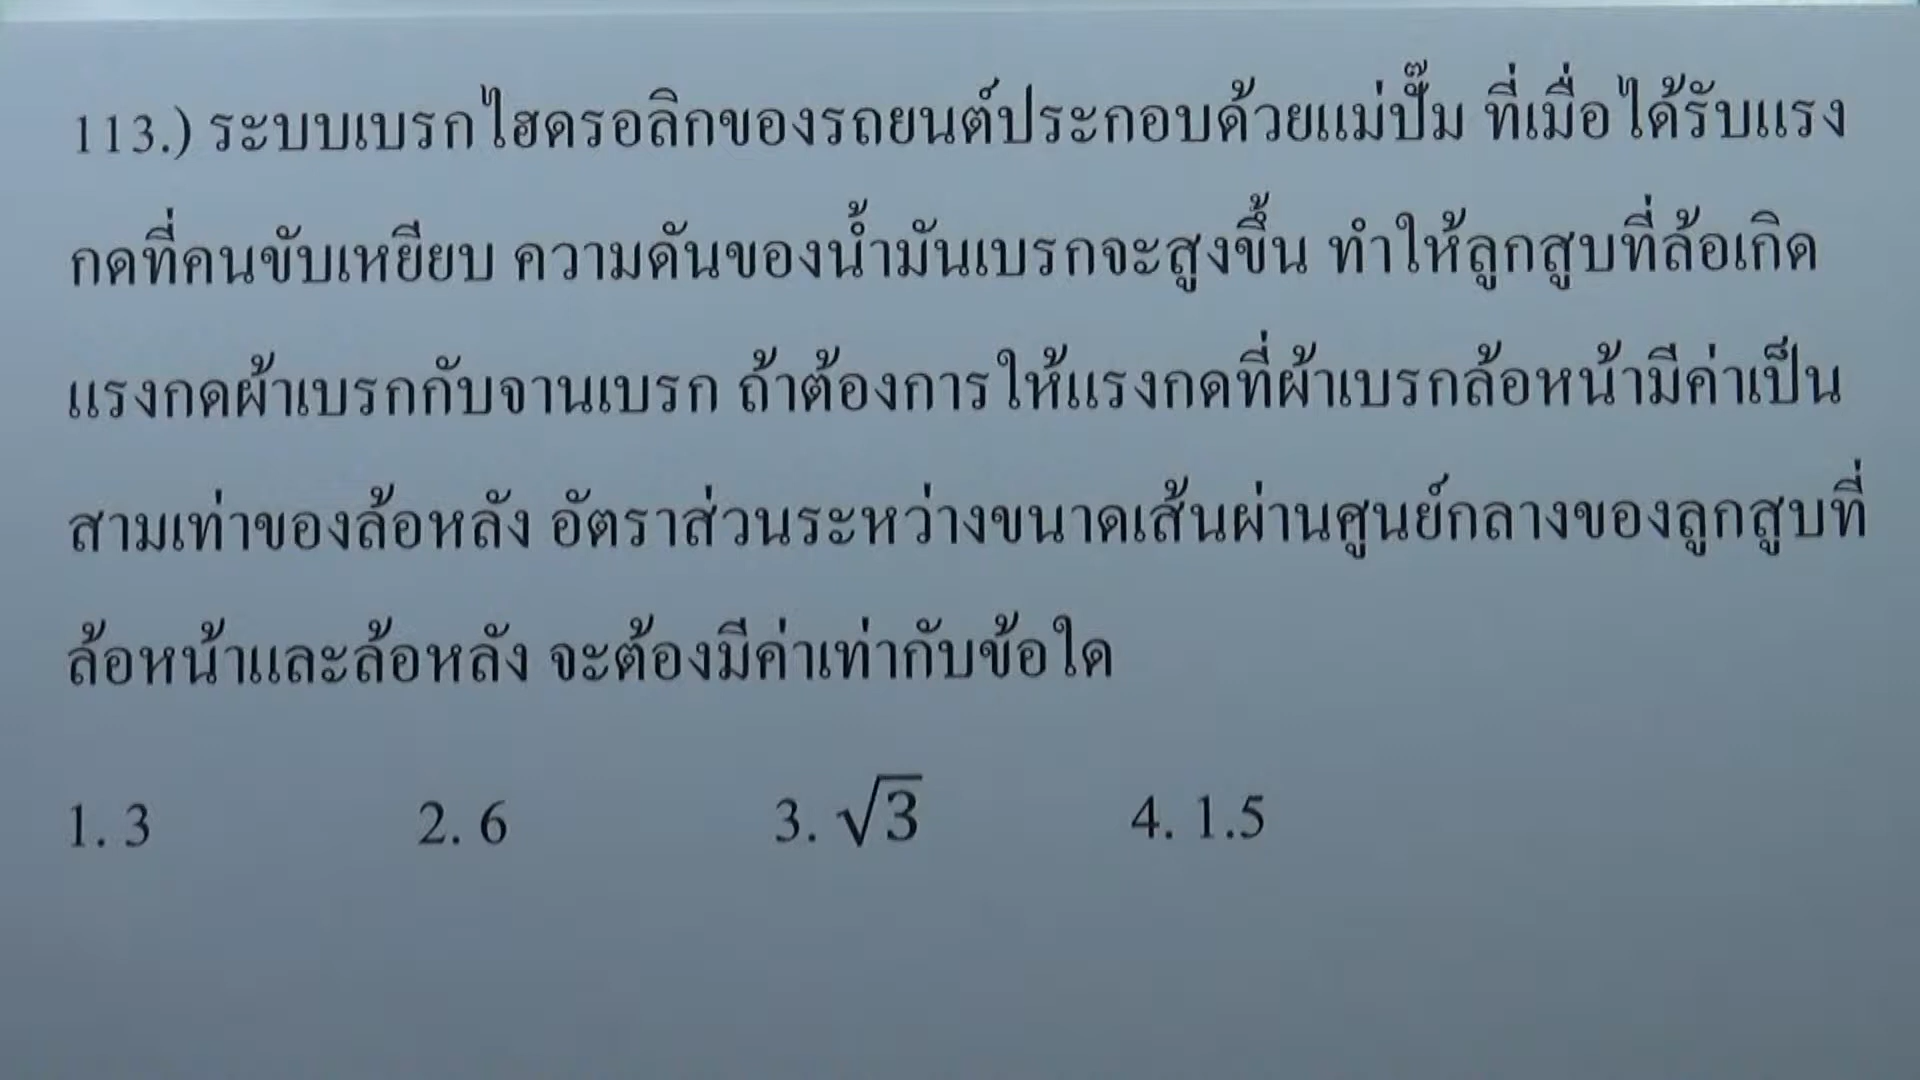 113.) ระบบเบรกไฮดรอลิกของรถยนต์ประกอบด้วยแม่ปั๊ม ที่เมื่อได้รับแรง
กดที่คนขับเหยียบ ความดันของน้ำมันเบรกจะสูงขึ้น ทำให้ลูกสูบที่ล้อเกิด
แรงกดผ้าเบรกกับจานเบรก ถ้าต้องการให้แรงกดที่ผ้าเบรกล้อหน้ามีค่าเป็น
สามเท่าของล้อหลัง อัตราส่วนระหว่างขนาดเส้นผ่านศูนย์กลางของลูกสูบที่
ล้อหน้าและล้อหลัง จะต้องมีค่าเท่ากับข้อใด
1. 3 2. 6 3. √3 4. 1.5